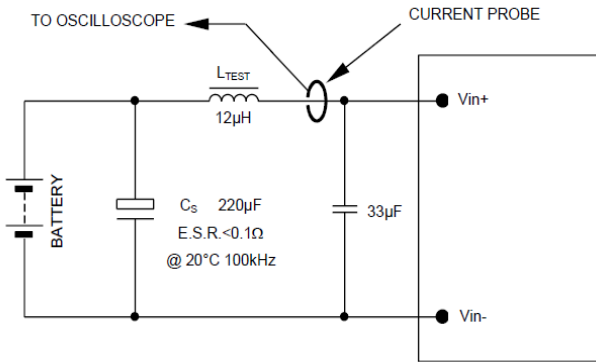 TO OSCILLOSCOPE
CURRENT PROBE
LTEST
12µH
Vin+
BATTERY
CS 220µF
E.S.R.<0.1Ω
@ 20°C 100kHz
33µF
Vin-